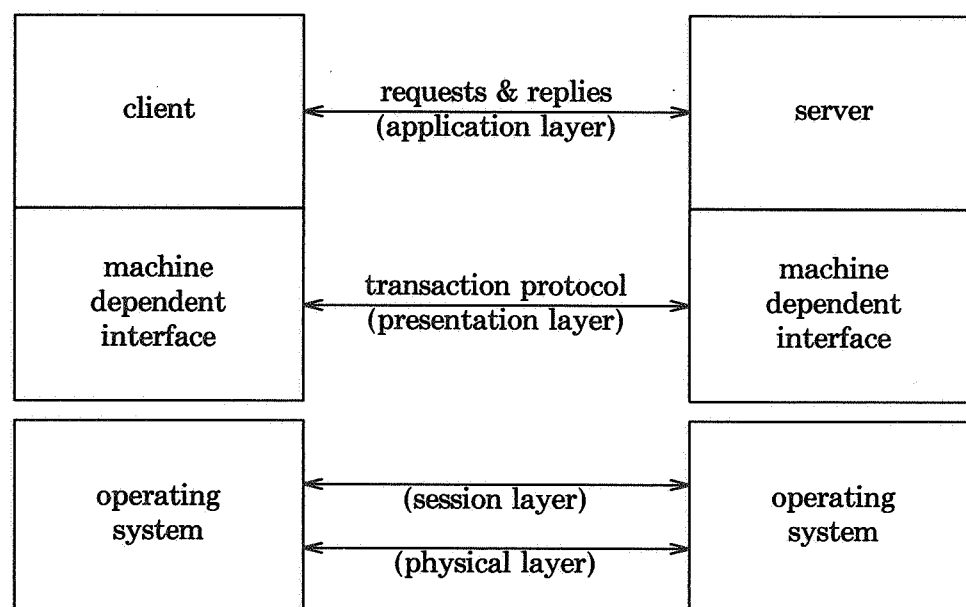 client
requests & replies
(application layer)
server
machine
dependent
interface
transaction protocol
(presentation layer)
machine
dependent
interface
operating
system
(session layer)
(physical layer)
operating
system